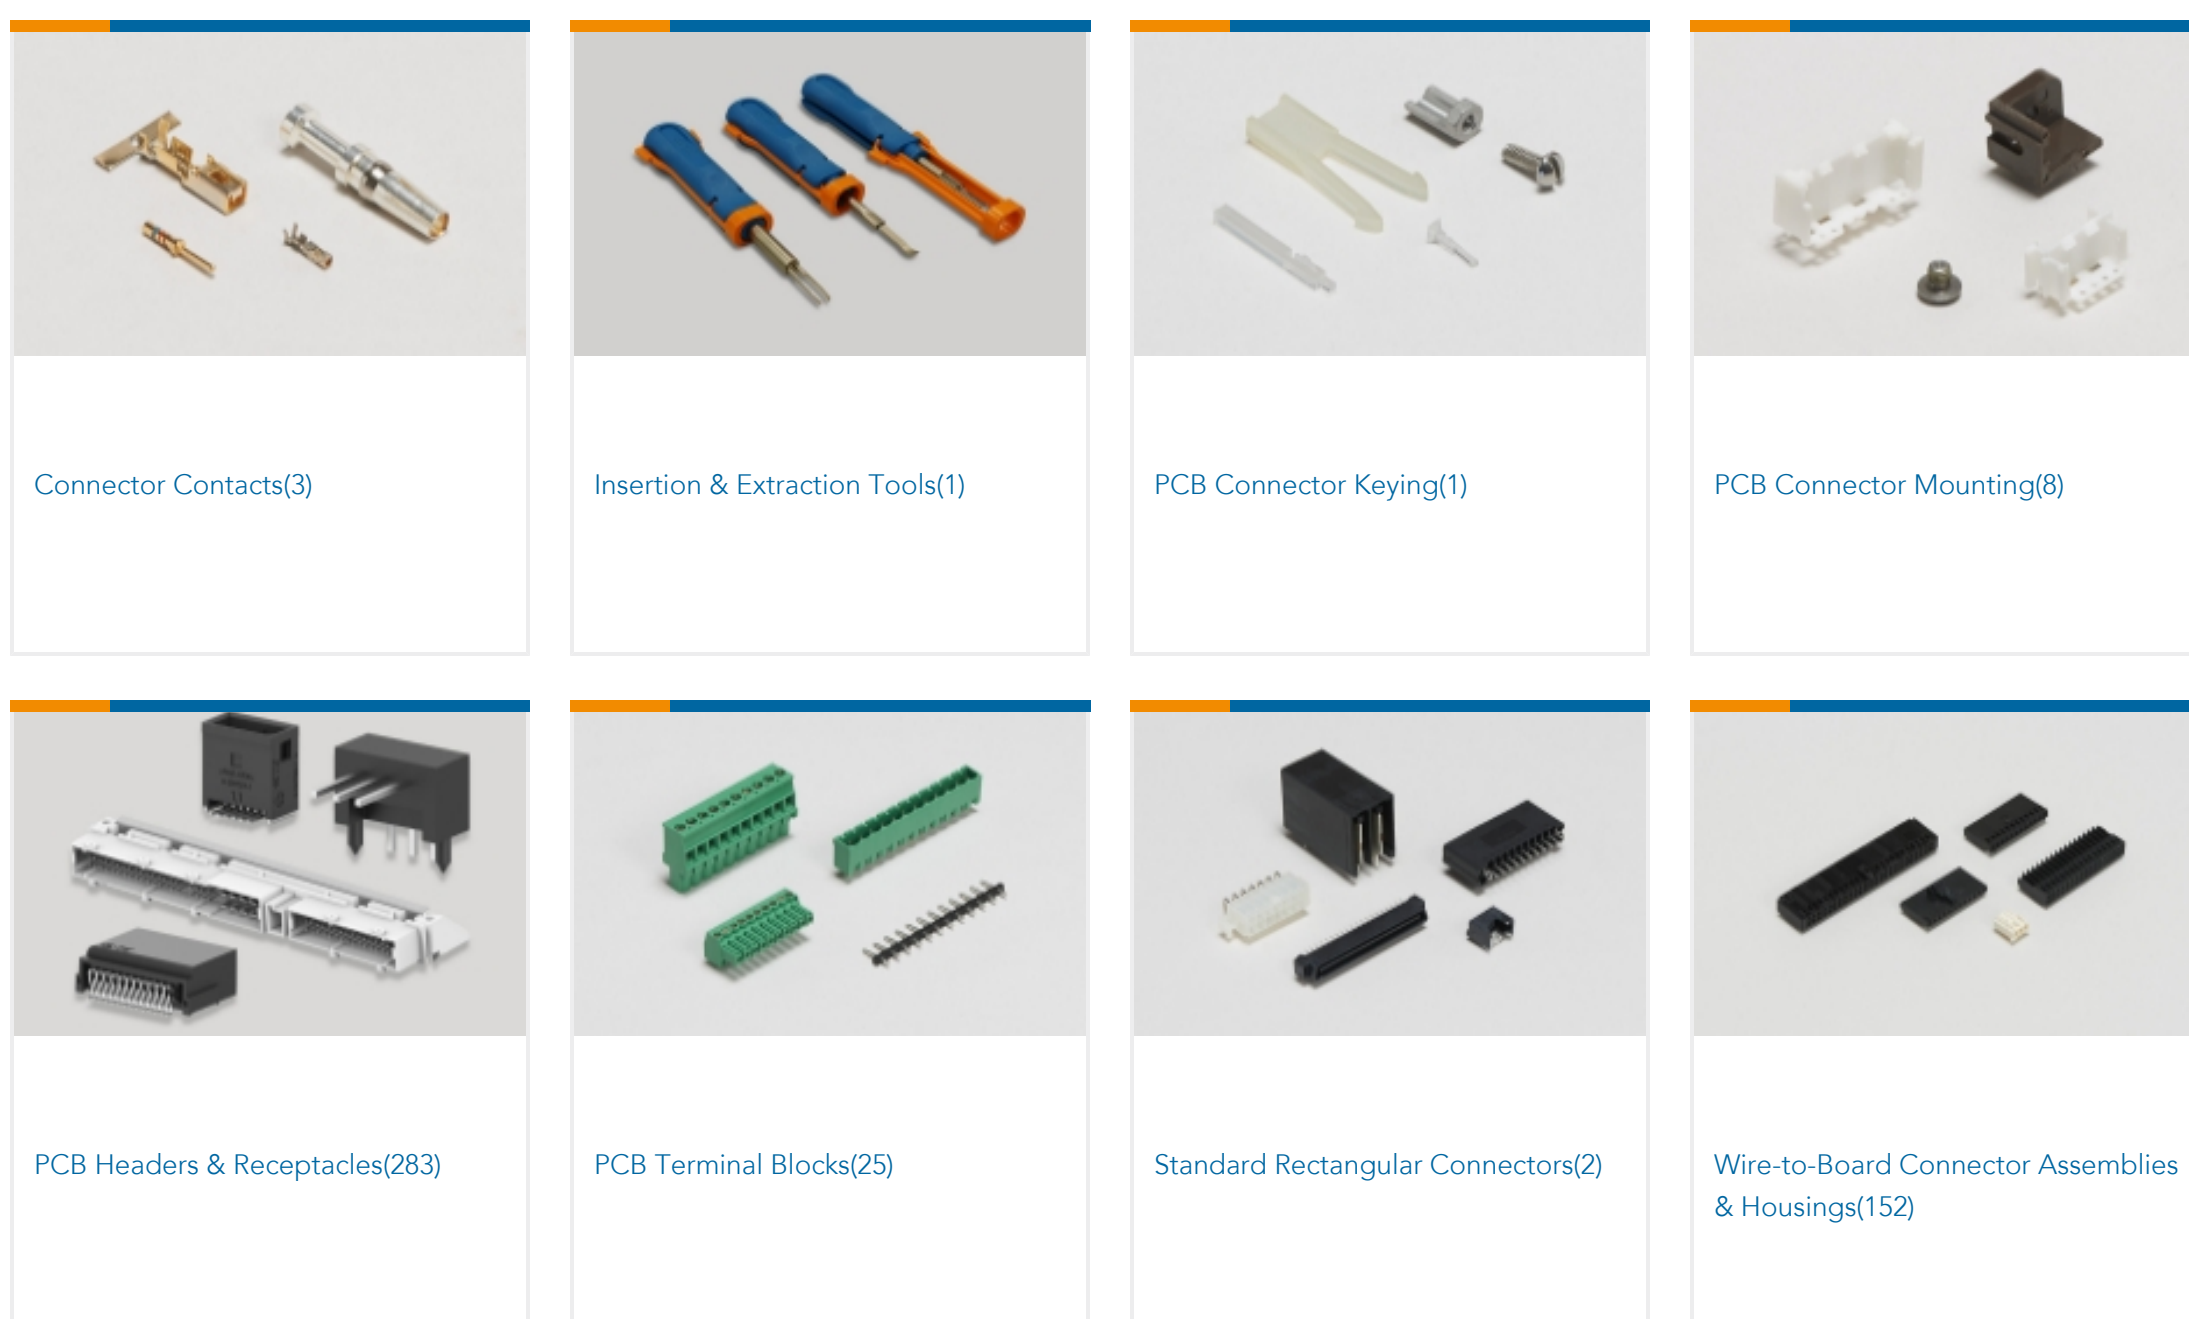 Connector Contacts(3)
Insertion & Extraction Tools(1)
PCB Connector Keying(1)
PCB Connector Mounting(8)
PCB Headers & Receptacles(283)
PCB Terminal Blocks(25)
Standard Rectangular Connectors(2)
Wire-to-Board Connector Assemblies
& Housings(152)